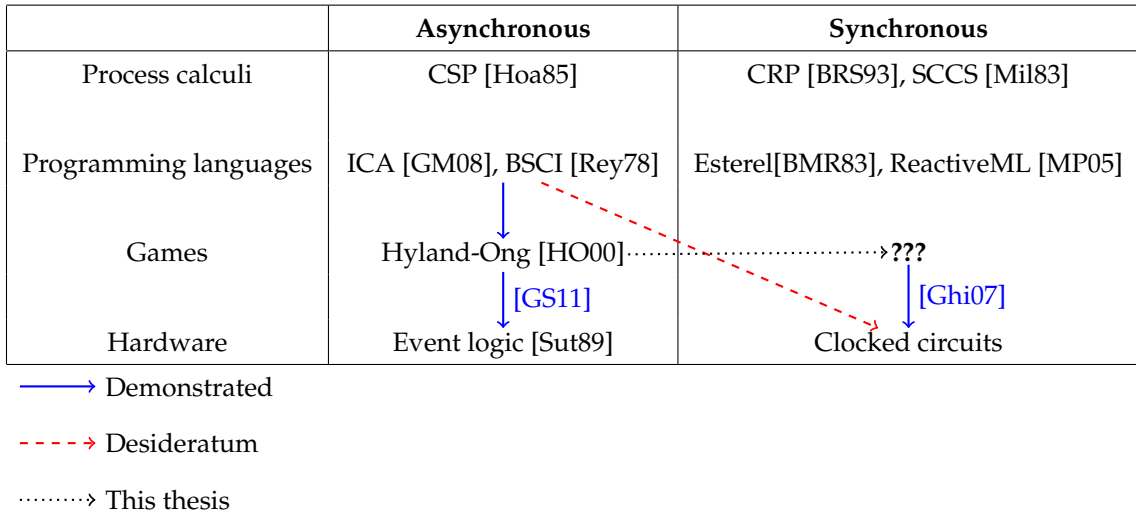 Asynchronous Synchronous
Process calculi CSP [Hoa85] CRP [BRS93], SCCS [Mil83]
Programming languages ICA [GM08], BSCI [Rey78] Esterel[BMR83], ReactiveML [MP05]
Games Hyland-Ong [HO00] ???
[GS11] [Ghi07]
Hardware Event logic [Sut89] Clocked circuits
Demonstrated
Desideratum
This thesis